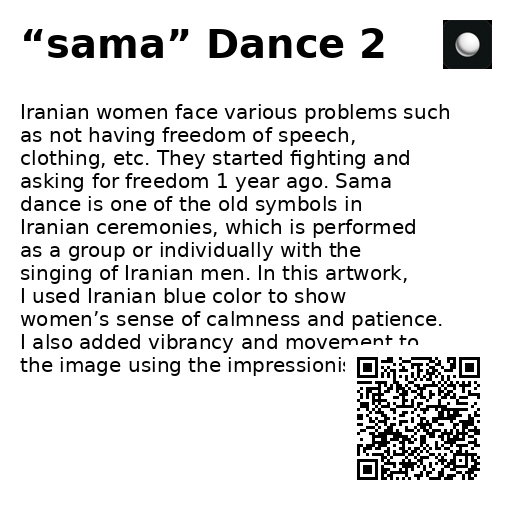 “sama” Dance 2
Iranian women face various problems such
as not having freedom of speech,
clothing, etc. They started fighting and
asking for freedom 1 year ago. Sama
dance is one of the old symbols in
Iranian ceremonies, which is performed
as a group or individually with the
singing of Iranian men. In this artwork,
I used Iranian blue color to show
women’s sense of calmness and patience.
I also added vibrancy and movement to
the image using the